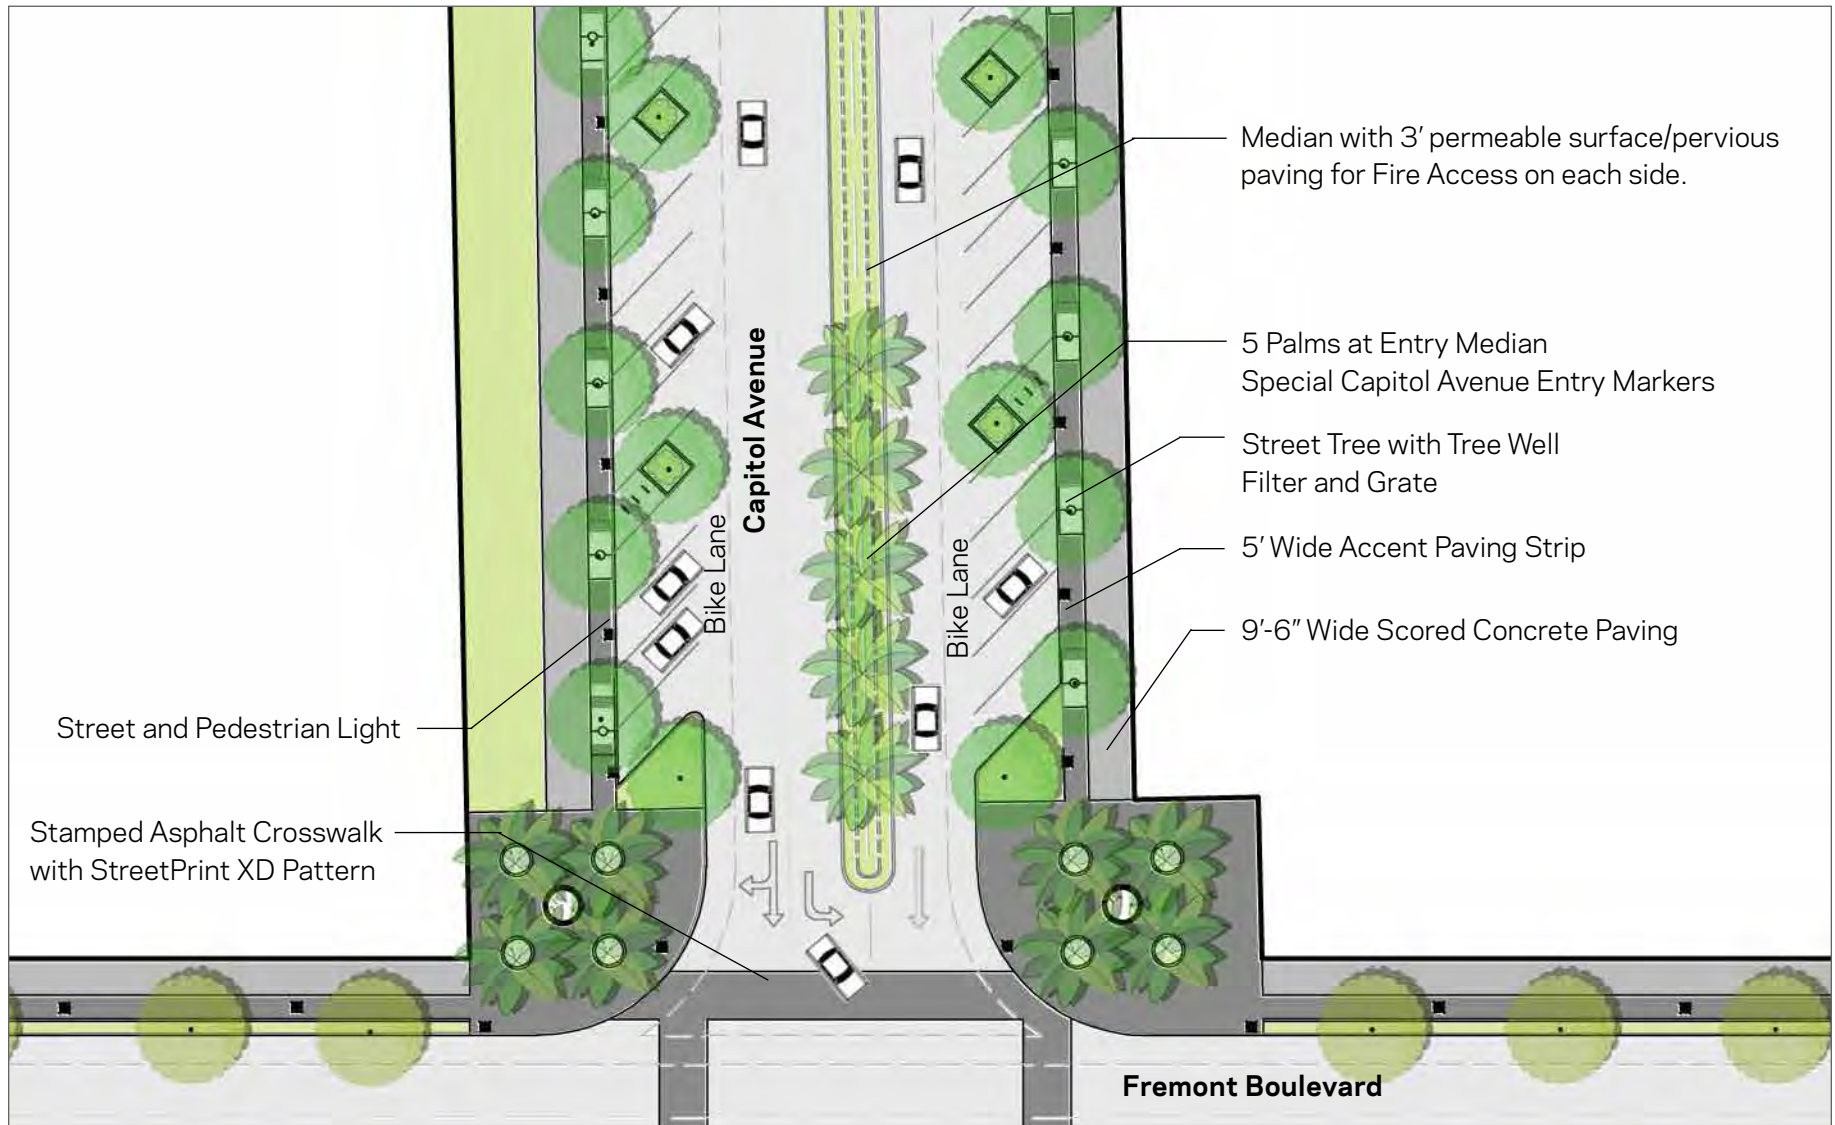 Median with 3' permeable surface/pervious
paving for Fire Access on each side.
5 Palms at Entry Median
Special Capitol Avenue Entry Markers
Street Tree with Tree Well
Filter and Grate
5' Wide Accent Paving Strip
9'-6" Wide Scored Concrete Paving
Capitol Avenue
Bike Lane
Bike Lane
Street and Pedestrian Light
Stamped Asphalt Crosswalk
with StreetPrint XD Pattern
Fremont Boulevard